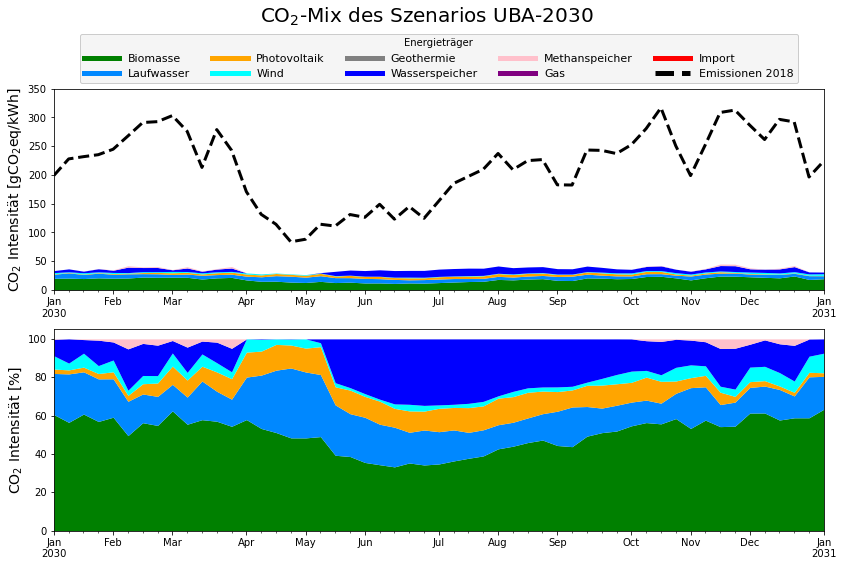 CO₂-Mix des Szenarios UBA-2030
Energieträger
Biomasse Photovoltaik Geothermie Methanspeicher Import
Laufwasser Wind Wasserspeicher Gas Emissionen 2018
CO₂ Intensität [gCO₂eq/kWh]
350
300
250
200
150
100
50
0
Jan Feb Mar Apr May Jun Jul Aug Sep Oct Nov Dec Jan
2030 2031
CO₂ Intensität [%]
100
80
60
40
20
0
Jan Feb Mar Apr May Jun Jul Aug Sep Oct Nov Dec Jan
2030 2031